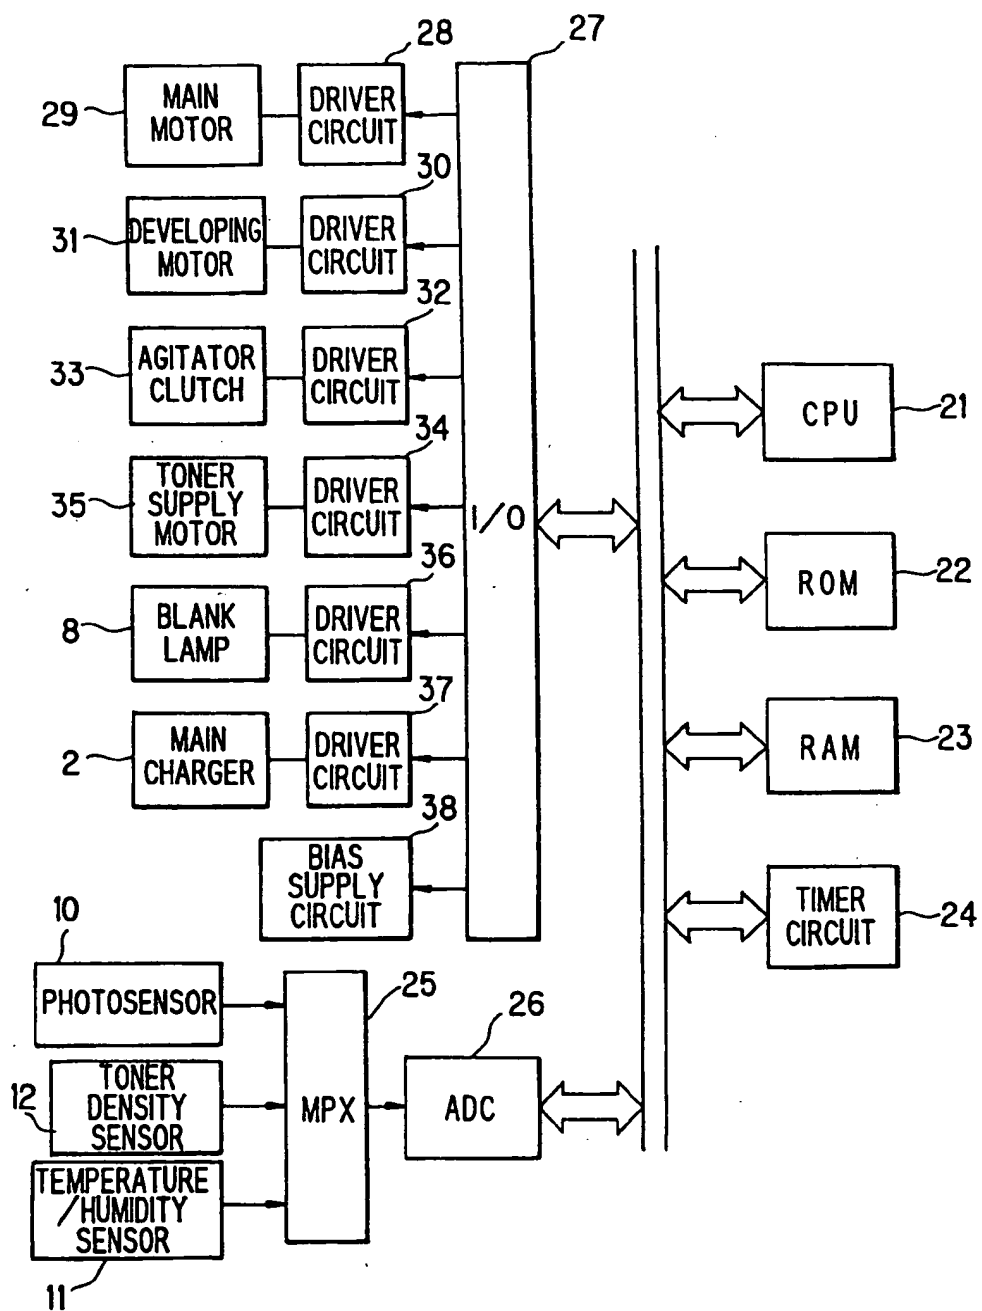 28
27
29
MAIN
MOTOR
DRIVER
CIRCUIT
30
31
DEVELOPING
MOTOR
DRIVER
CIRCUIT
32
33
AGITATOR
CLUTCH
DRIVER
CIRCUIT
34
35
TONER
SUPPLY
MOTOR
DRIVER
CIRCUIT
I/O
36
8
BLANK
LAMP
DRIVER
CIRCUIT
37
2
MAIN
CHARGER
DRIVER
CIRCUIT
38
BIAS
SUPPLY
CIRCUIT
CPU
21
ROM
22
RAM
23
TIMER
CIRCUIT
24
10
PHOTOSENSOR
12
TONER
DENSITY
SENSOR
TEMPERATURE
/HUMIDITY
SENSOR
11
25
MPX
26
ADC